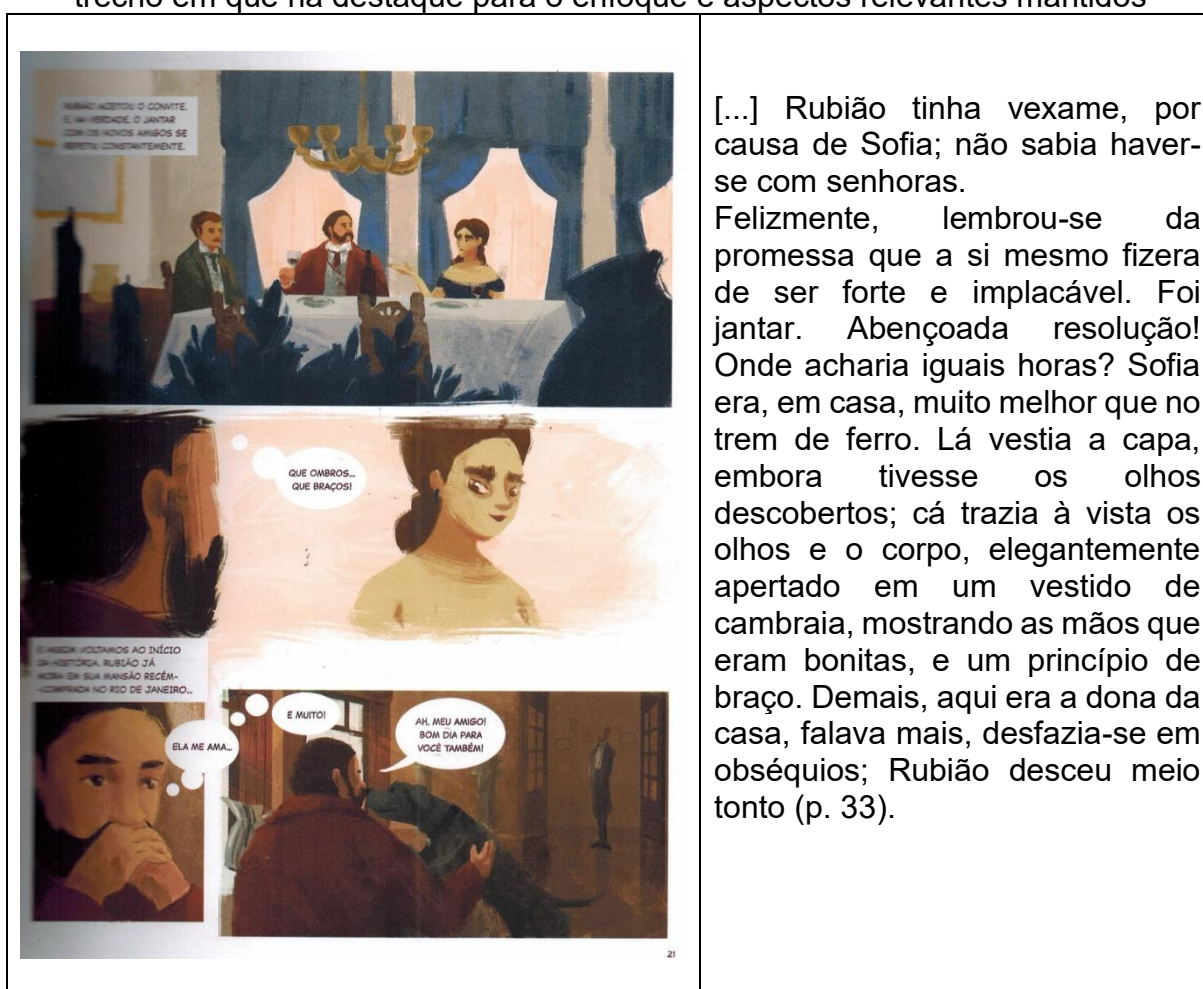 trecho em que há destaque para o enfoque e aspectos relevantes mantidos
RUBIÃO ACEITOU O CONVITE.
E, NA VERDADE, O JANTAR
COM OS NOVOS AMIGOS SE
REPETIU CONSTANTEMENTE.
QUE OMBROS...
QUE BRAÇOS!
E ASSIM VOLTAMOS AO INÍCIO
DA HISTÓRIA. RUBIÃO JÁ
MORA EM SUA MANSÃO RECÉM-
-COMPRADA NO RIO DE JANEIRO...
ELA ME AMA...
E MUITO!
AH, MEU AMIGO!
BOM DIA PARA
VOCÊ TAMBÉM!
21
[...] Rubião tinha vexame, por
causa de Sofia; não sabia haver-
se com senhoras.
Felizmente, lembrou-se da
promessa que a si mesmo fizera
de ser forte e implacável. Foi
jantar. Abençoada resolução!
Onde acharia iguais horas? Sofia
era, em casa, muito melhor que no
trem de ferro. Lá vestia a capa,
embora tivesse os olhos
descobertos; cá trazia à vista os
olhos e o corpo, elegantemente
apertado em um vestido de
cambraia, mostrando as mãos que
eram bonitas, e um princípio de
braço. Demais, aqui era a dona da
casa, falava mais, desfazia-se em
obséquios; Rubião desceu meio
tonto (p. 33).